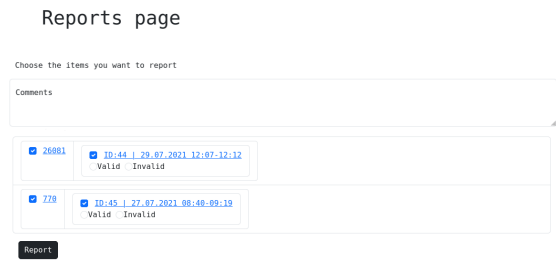 Reports page
Choose the items you want to report
Comments
26081
ID:44 | 29.07.2021 12:07-12:12
Valid Invalid
770
ID:45 | 27.07.2021 08:40-09:19
Valid Invalid
Report